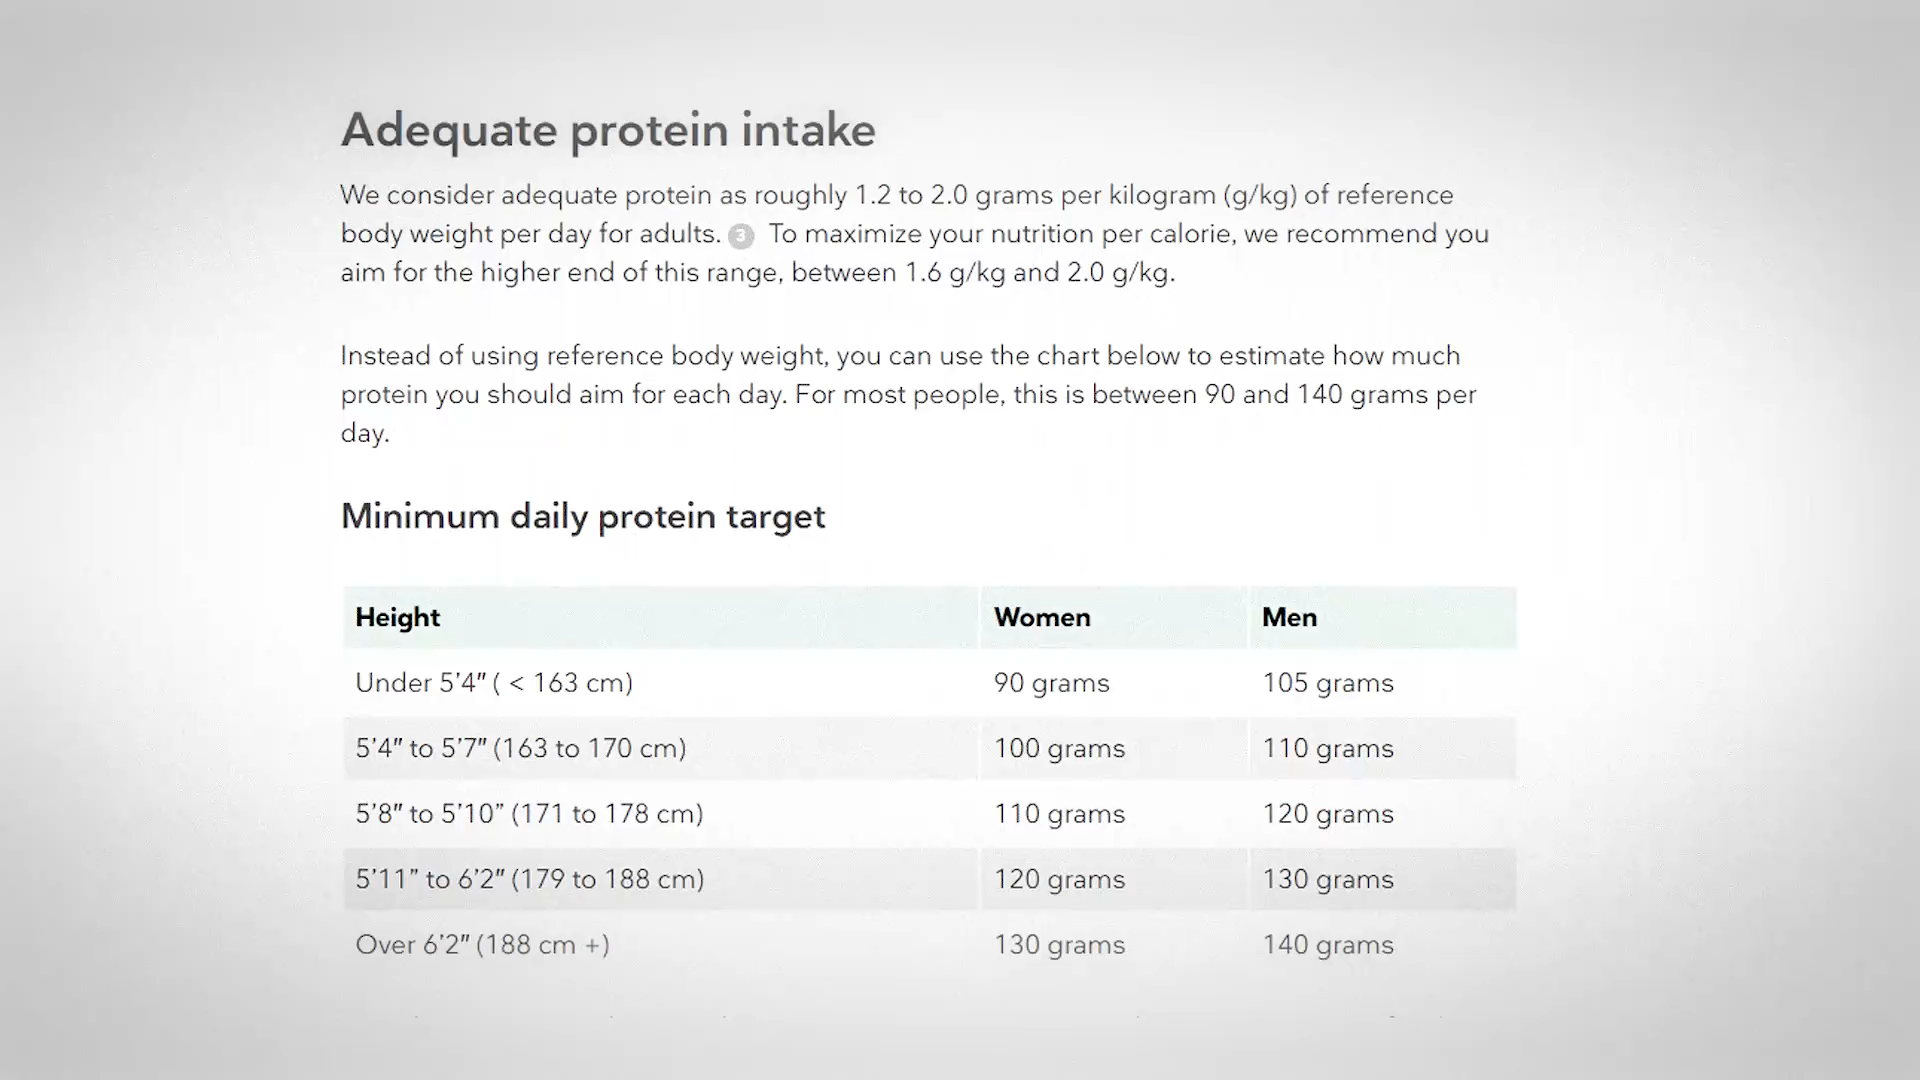 Adequate protein intake
We consider adequate protein as roughly 1.2 to 2.0 grams per kilogram (g/kg) of reference
body weight per day for adults. 3 To maximize your nutrition per calorie, we recommend you
aim for the higher end of this range, between 1.6 g/kg and 2.0 g/kg.
Instead of using reference body weight, you can use the chart below to estimate how much
protein you should aim for each day. For most people, this is between 90 and 140 grams per
day.
Minimum daily protein target
Height Women Men
Under 5'4" ( < 163 cm) 90 grams 105 grams
5'4" to 5'7" (163 to 170 cm) 100 grams 110 grams
5'8" to 5'10” (171 to 178 cm) 110 grams 120 grams
5'11” to 6'2" (179 to 188 cm) 120 grams 130 grams
Over 6'2" (188 cm +) 130 grams 140 grams